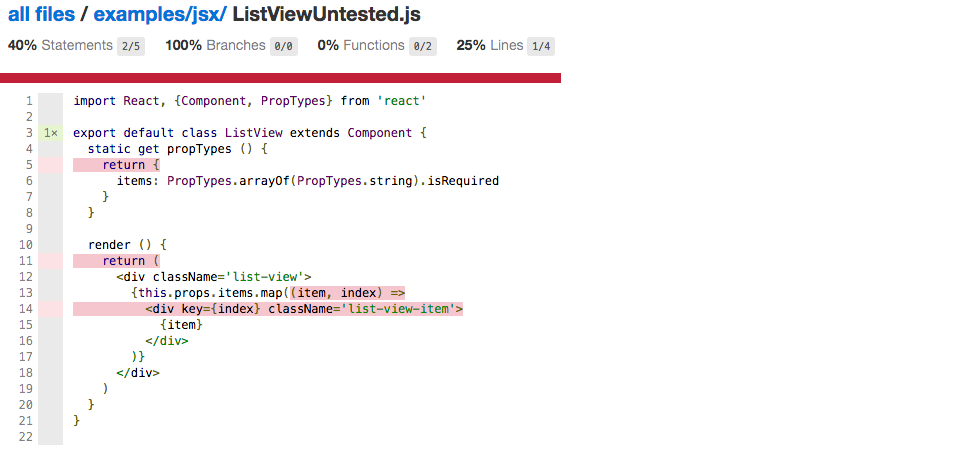 all files / examples/jsx/ ListViewUntested.js
40% Statements 2/5 100% Branches 0/0 0% Functions 0/2 25% Lines 1/4
1 import React, {Component, PropTypes} from 'react'
2
3 1× export default class ListView extends Component {
4 static get propTypes () {
5 return {
6 items: PropTypes.arrayOf(PropTypes.string).isRequired
7 }
8 }
9
10 render () {
11 return (
12 <div className='list-view'>
13 {this.props.items.map((item, index) =>
14 <div key={index} className='list-view-item'>
15 {item}
16 </div>
17 )}
18 </div>
19 )
20 }
21 }
22